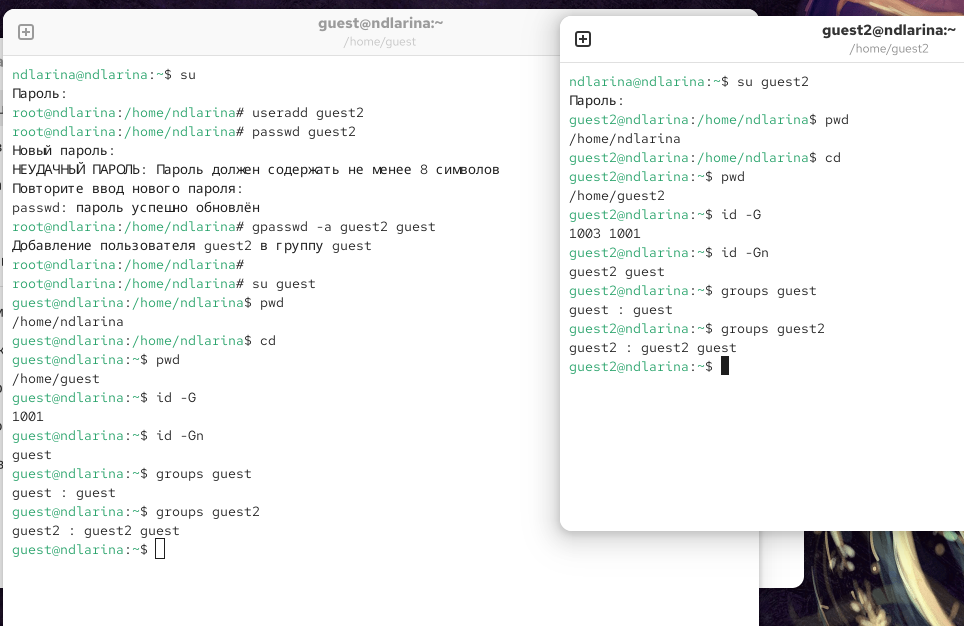 guest@ndlarina:~
/home/guest
ndlarina@ndlarina:~$ su
Пароль:
root@ndlarina:/home/ndlarina# useradd guest2
root@ndlarina:/home/ndlarina# passwd guest2
Новый пароль:
НЕУДАЧНЫЙ ПАРОЛЬ: Пароль должен содержать не менее 8 символов
Повторите ввод нового пароля:
passwd: пароль успешно обновлён
root@ndlarina:/home/ndlarina# gpasswd -a guest2 guest
Добавление пользователя guest2 в группу guest
root@ndlarina:/home/ndlarina#
root@ndlarina:/home/ndlarina# su guest
guest@ndlarina:/home/ndlarina$ pwd
/home/ndlarina
guest@ndlarina:/home/ndlarina$ cd
guest@ndlarina:~$ pwd
/home/guest
guest@ndlarina:~$ id -G
1001
guest@ndlarina:~$ id -Gn
guest
guest@ndlarina:~$ groups guest
guest : guest
guest@ndlarina:~$ groups guest2
guest2 : guest2 guest
guest@ndlarina:~$
guest2@ndlarina:~
/home/guest2
ndlarina@ndlarina:~$ su guest2
Пароль:
guest2@ndlarina:/home/ndlarina$ pwd
/home/ndlarina
guest2@ndlarina:/home/ndlarina$ cd
guest2@ndlarina:~$ pwd
/home/guest2
guest2@ndlarina:~$ id -G
1003 1001
guest2@ndlarina:~$ id -Gn
guest2 guest
guest2@ndlarina:~$ groups guest
guest : guest
guest2@ndlarina:~$ groups guest2
guest2 : guest2 guest
guest2@ndlarina:~$